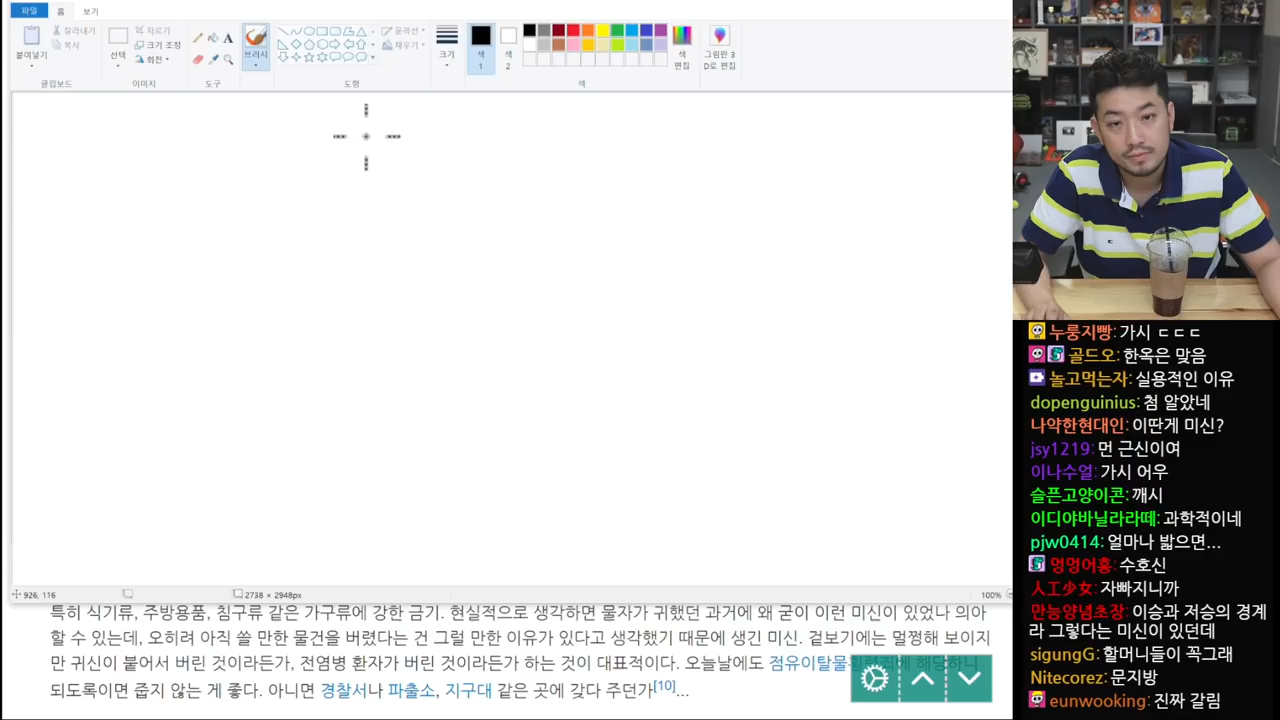 파일 홈 보기
붙여넣기 잘라내기 복사
선택 자르기 크기 조정 회전
브러시
윤곽선 채우기
크기
색 1
색 2
색 편집
그림판 3D로 편집
클립보드 이미지 도구 도형 색
926, 116 2738 × 2948px 100%
특히 식기류, 주방용품, 침구류 같은 가구류에 강한 금기. 현실적으로 생각하면 물자가 귀했던 과거에 왜 굳이 이런 미신이 있었나 의아
할 수 있는데, 오히려 아직 쓸 만한 물건을 버렸다는 건 그럴 만한 이유가 있다고 생각했기 때문에 생긴 미신. 겉보기에는 멀쩡해 보이지
만 귀신이 붙어서 버린 것이라든가, 전염병 환자가 버린 것이라든가 하는 것이 대표적이다. 오늘날에도 점유이탈물횡령죄에 해당하니
되도록이면 줍지 않는 게 좋다. 아니면 경찰서나 파출소, 지구대 같은 곳에 갖다 주던가[10]...
누룽지빵: 가시 ㄷㄷㄷ
골드오: 한옥은 맞음
놀고먹는자: 실용적인 이유
dopenguinius: 첨 알았네
나약한현대인: 이딴게 미신?
jsy1219: 먼 근신이여
이나수얼: 가시 어우
슬픈고양이콘: 깨시
이디야바닐라라떼: 과학적이네
pjw0414: 얼마나 밟으면...
멍멍어흥: 수호신
人工少女: 자빠지니까
만능양념초장: 이승과 저승의 경계
라 그렇다는 미신이 있던데
sigungG: 할머니들이 꼭그래
Nitecorez: 문지방
eunwooking: 진짜 갈림